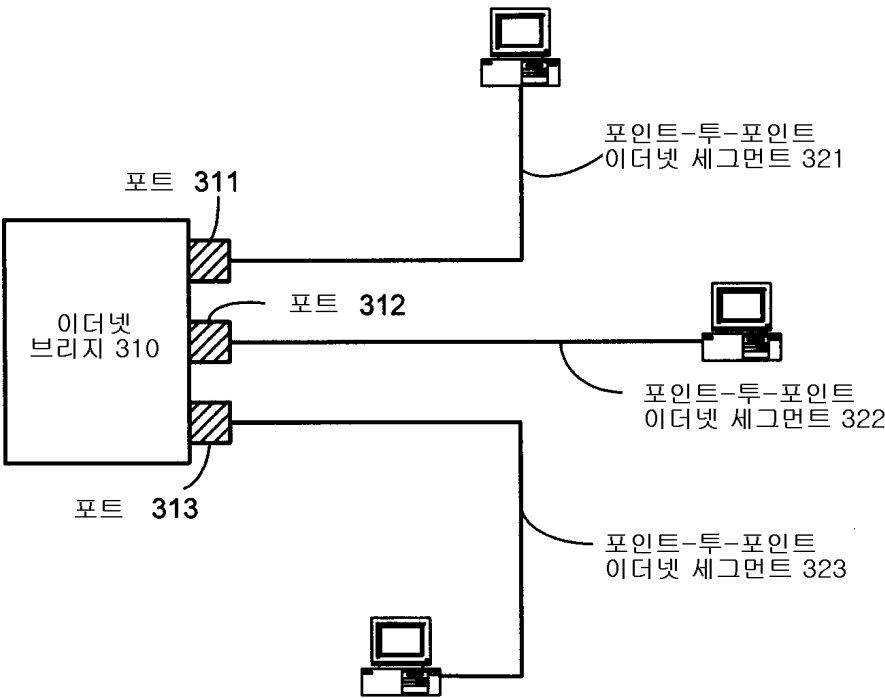 포인트-투-포인트
이더넷 세그먼트 321
포트 311
포트 312
이더넷
브리지 310
포인트-투-포인트
이더넷 세그먼트 322
포트 313
포인트-투-포인트
이더넷 세그먼트 323